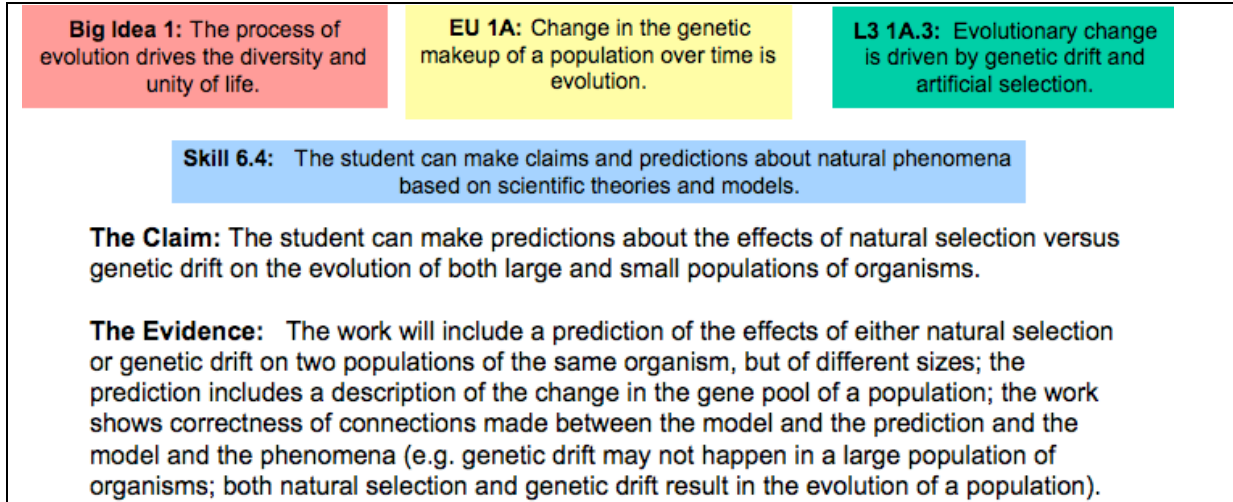 Big Idea 1: The process of
evolution drives the diversity and
unity of life.
EU 1A: Change in the genetic
makeup of a population over time is
evolution.
L3 1A.3: Evolutionary change
is driven by genetic drift and
artificial selection.
Skill 6.4: The student can make claims and predictions about natural phenomena
based on scientific theories and models.
The Claim: The student can make predictions about the effects of natural selection versus
genetic drift on the evolution of both large and small populations of organisms.
The Evidence: The work will include a prediction of the effects of either natural selection
or genetic drift on two populations of the same organism, but of different sizes; the
prediction includes a description of the change in the gene pool of a population; the work
shows correctness of connections made between the model and the prediction and the
model and the phenomena (e.g. genetic drift may not happen in a large population of
organisms; both natural selection and genetic drift result in the evolution of a population).